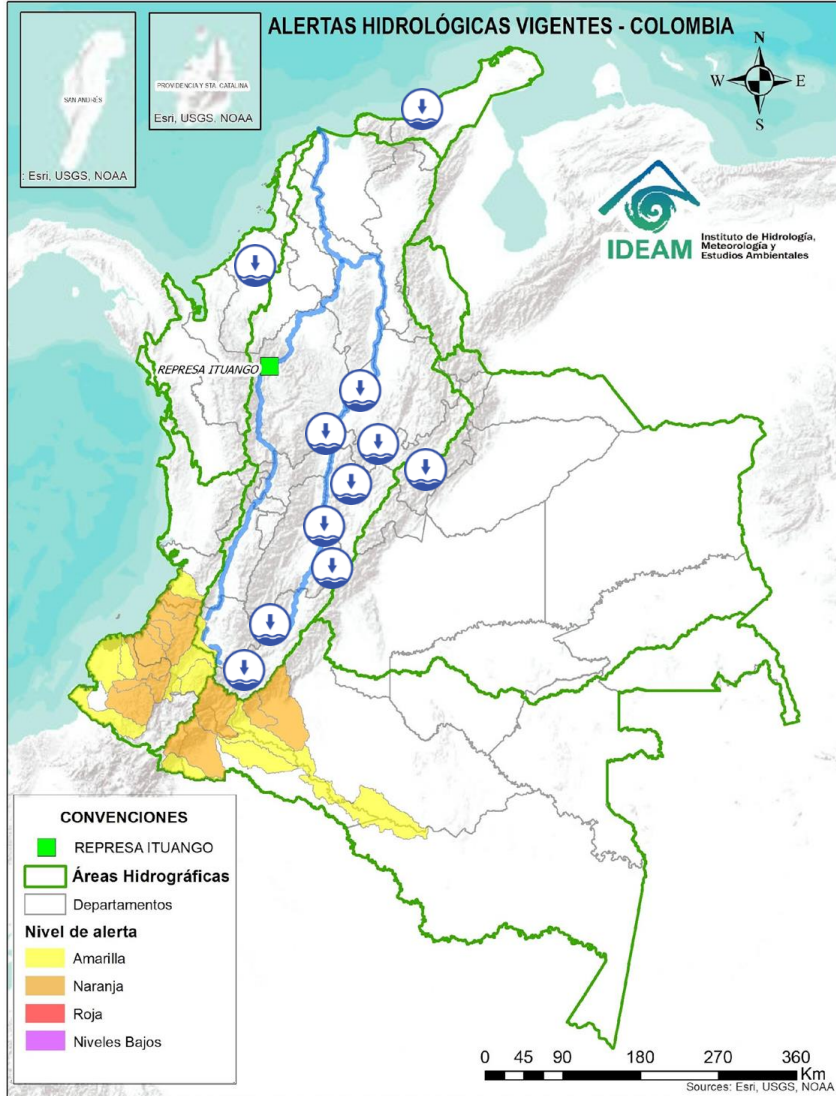 ALERTAS HIDROLÓGICAS VIGENTES - COLOMBIA
SAN ANDRÉS
: Esri, USGS, NOAA
PROVIDENCIA Y STA. CATALINA
Esri, USGS, NOAA
N
W E
S
IDEAM
Instituto de Hidrología,
Meteorología y
Estudios Ambientales
REPRESA ITUANGO
CONVENCIONES
REPRESA ITUANGO
Áreas Hidrográficas
Departamentos
Nivel de alerta
Amarilla
Naranja
Roja
Niveles Bajos
0 45 90 180 270 360
Km
Sources: Esri, USGS, NOAA